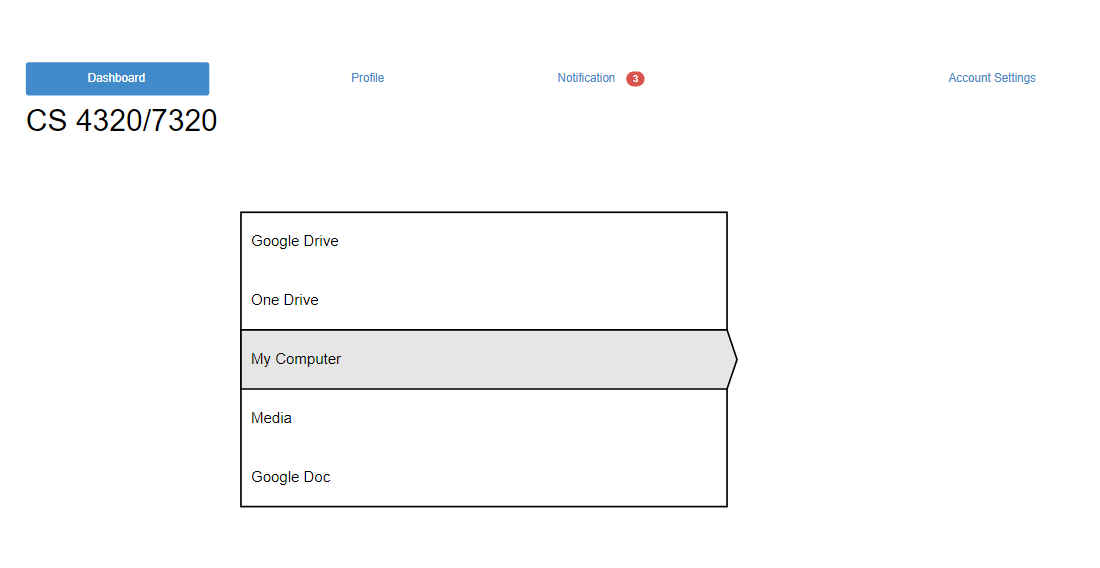 Dashboard Profile Notification 3 Account Settings
CS 4320/7320
Google Drive
One Drive
My Computer
Media
Google Doc